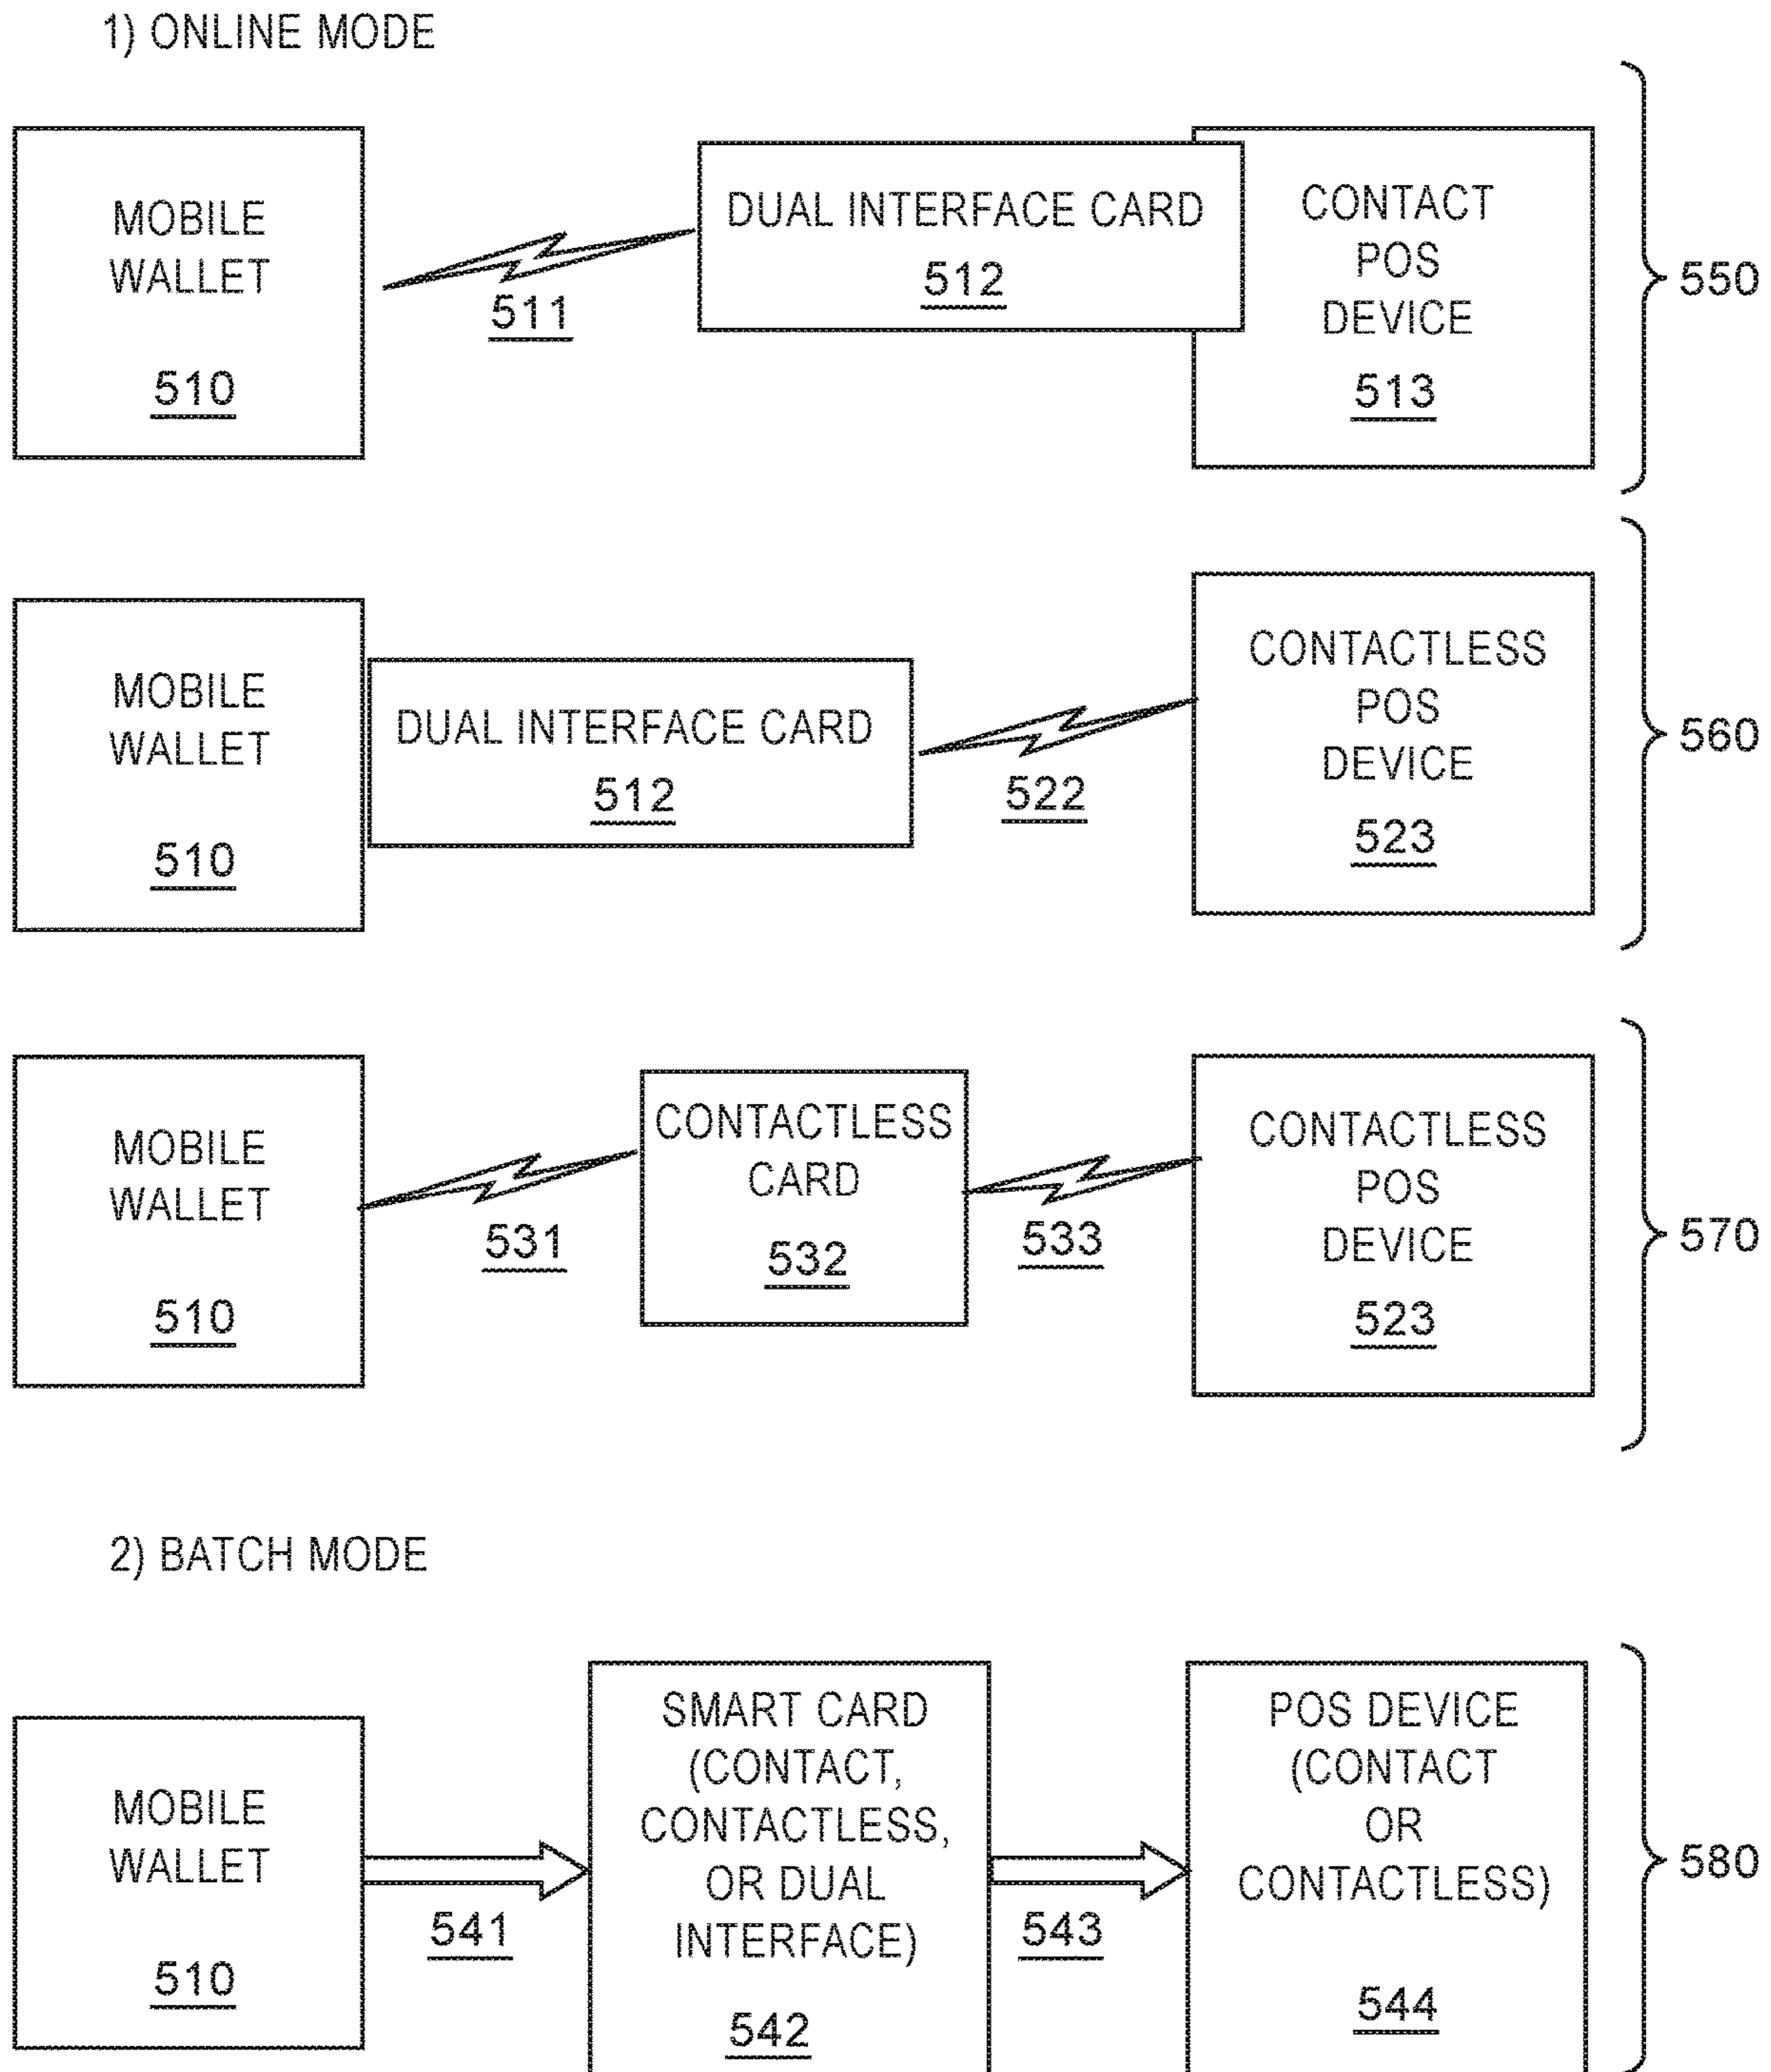 1) ONLINE MODE
MOBILE
WALLET
510
511
DUAL INTERFACE CARD
512
CONTACT
POS
DEVICE
513
550
MOBILE
WALLET
510
DUAL INTERFACE CARD
512
522
CONTACTLESS
POS
DEVICE
523
560
MOBILE
WALLET
510
531
CONTACTLESS
CARD
532
533
CONTACTLESS
POS
DEVICE
523
570
2) BATCH MODE
MOBILE
WALLET
510
541
SMART CARD
(CONTACT,
CONTACTLESS,
OR DUAL
INTERFACE)
542
543
POS DEVICE
(CONTACT
OR
CONTACTLESS)
544
580